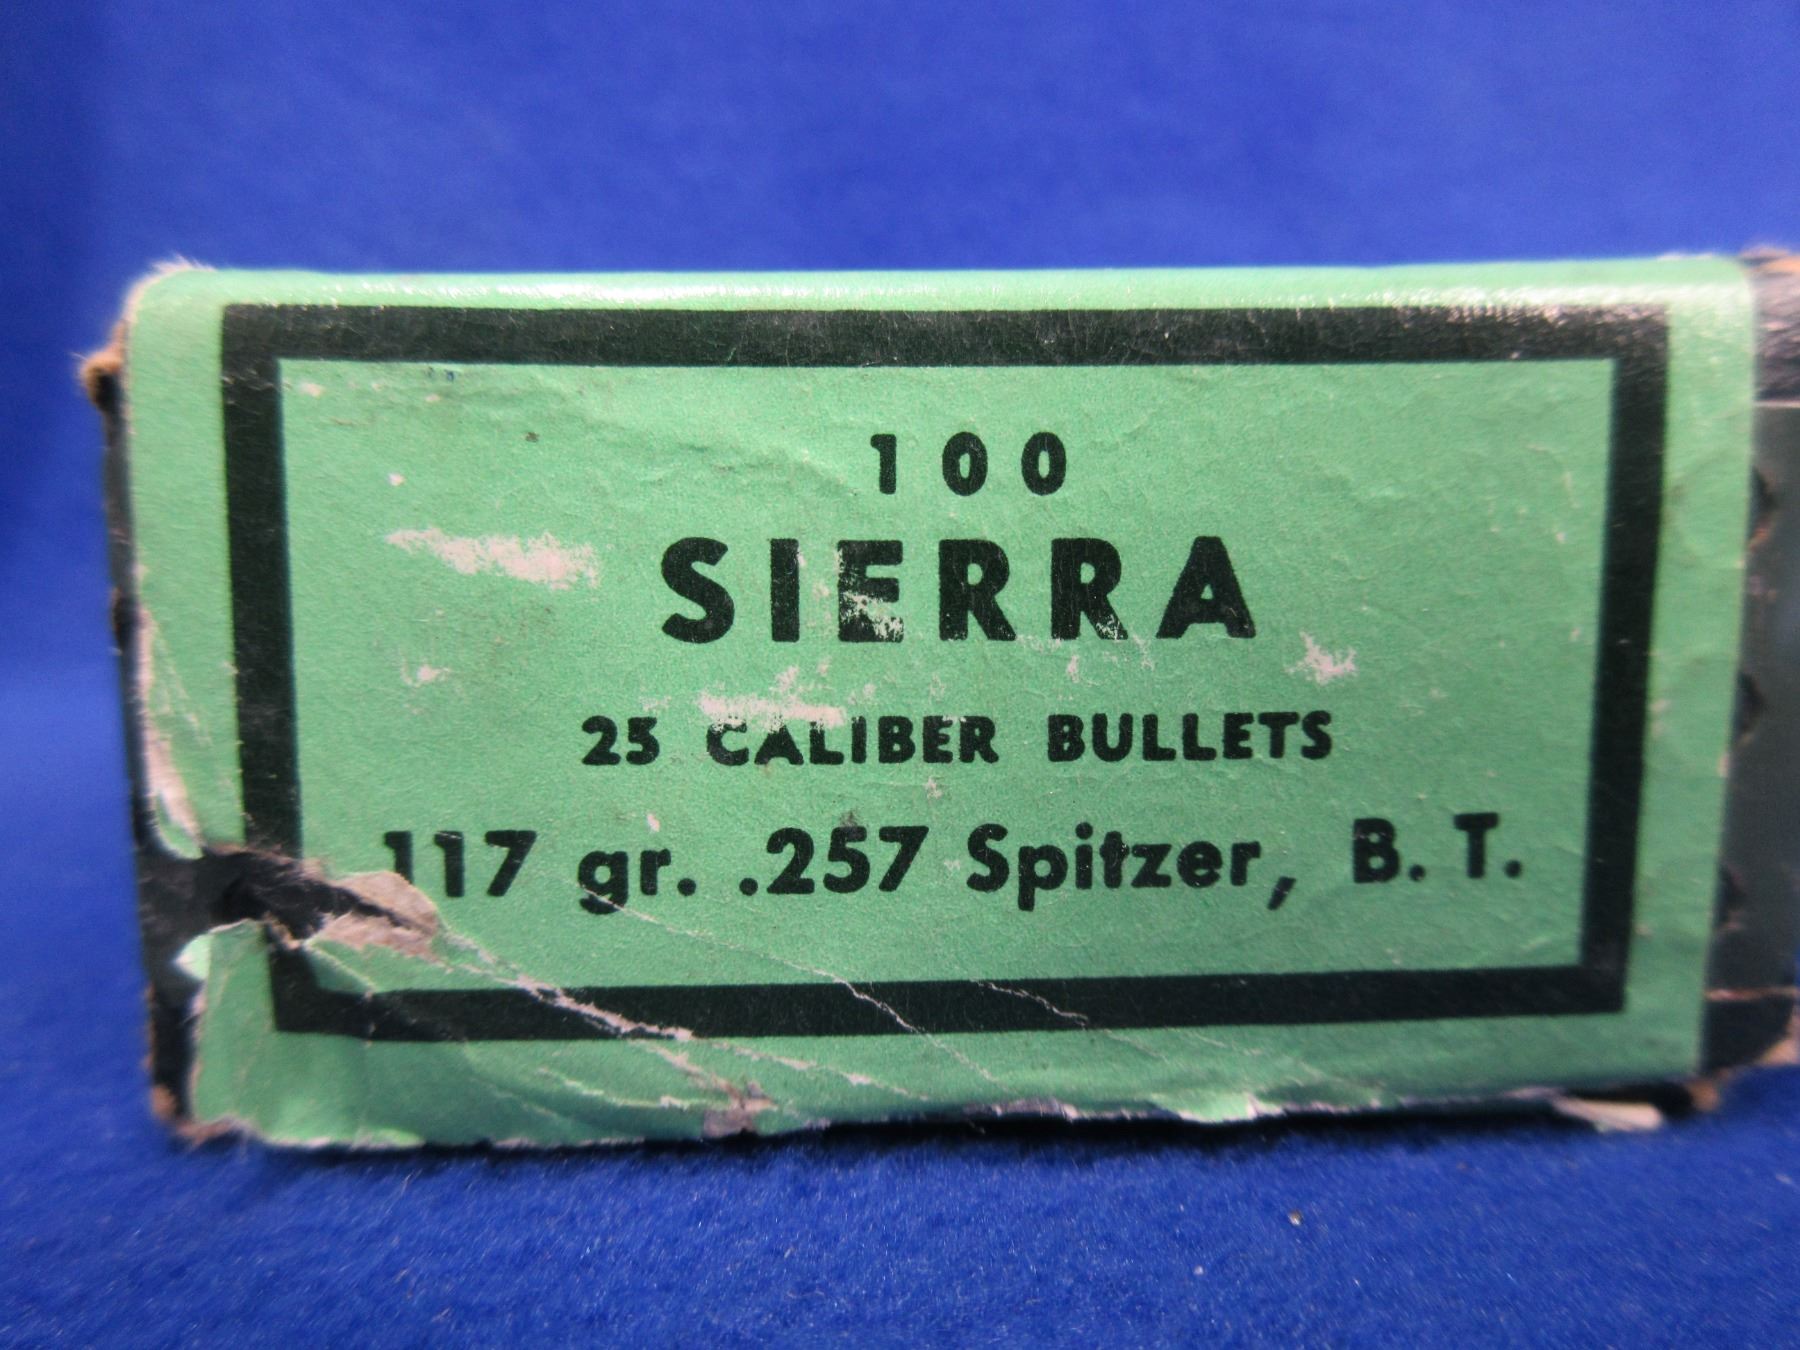 100
SIERRA
25 CALIBER BULLETS
117 gr. .257 Spitzer, B. T.